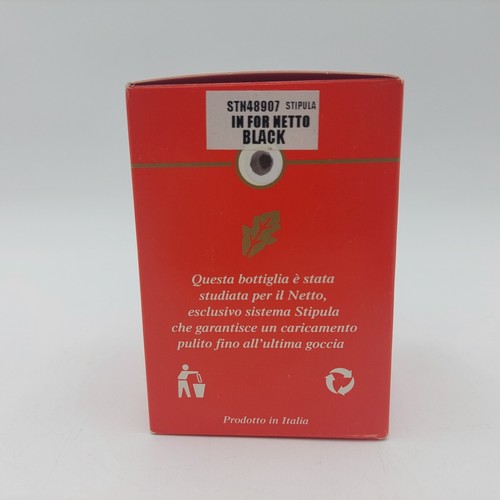 STN48907 STIPULA
IN FOR NETTO
BLACK
Questa bottiglia è stata
studiata per il Netto,
esclusivo sistema Stipula
che garantisce un caricamento
pulito fino all'ultima goccia
Prodotto in Italia